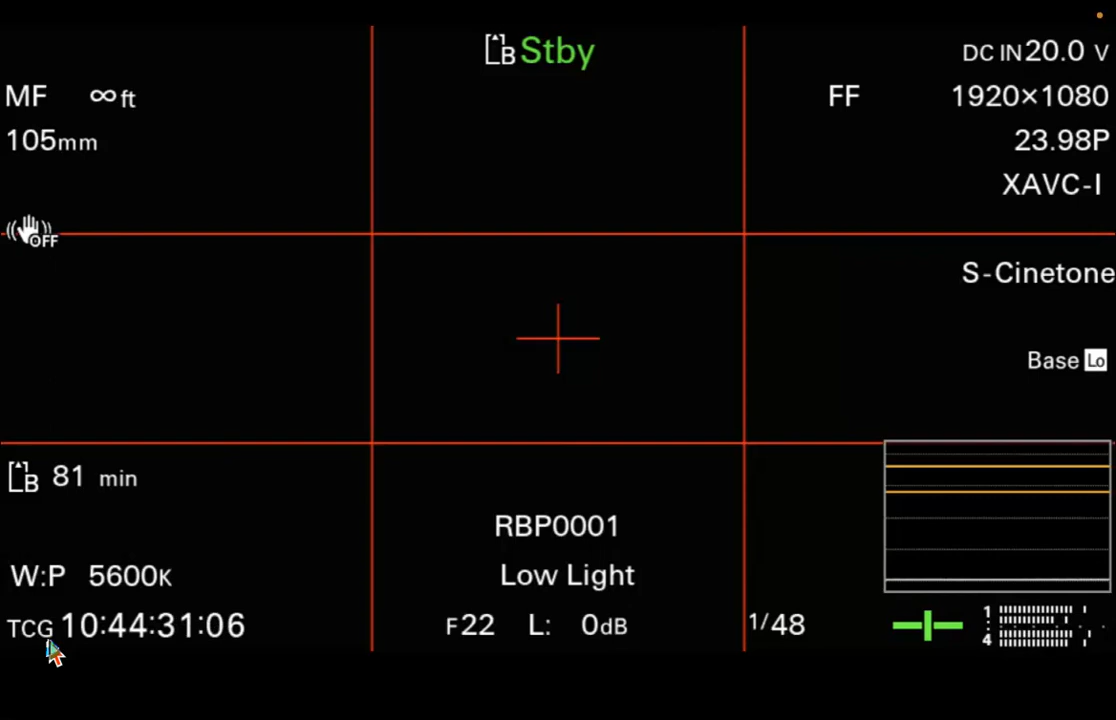 B Stby
DC IN 20.0 V
MF ∞ ft
FF 1920×1080
105mm
23.98P
XAVC-I
OFF
S-Cinetone
Base Lo
B 81 min
RBP0001
W:P 5600K
Low Light
TCG 10:44:31:06
F22 L: 0dB
1/48
1
4